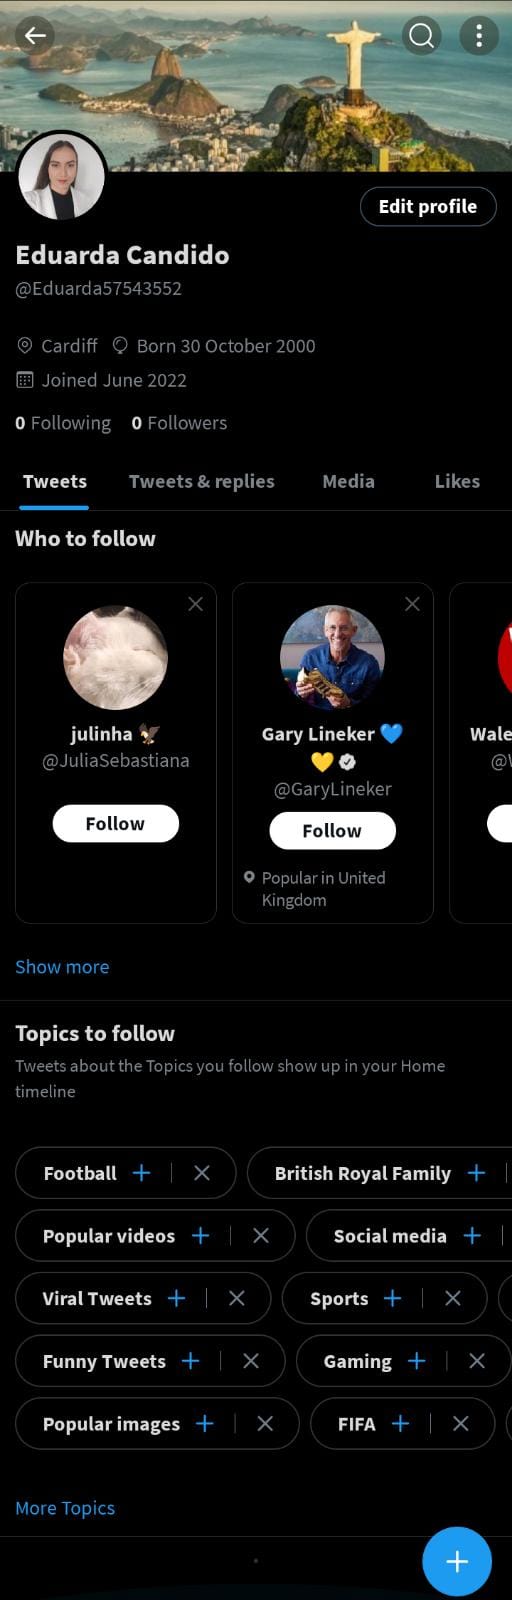 Edit profile
Eduarda Candido
@Eduarda57543552
Cardiff Born 30 October 2000
Joined June 2022
0 Following 0 Followers
Tweets Tweets & replies Media Likes
Who to follow
julinha 🦅
@JuliaSebastiana
Follow
Gary Lineker 💙
💛
@GaryLineker
Follow
Popular in United
Kingdom
Wale
@
Show more
Topics to follow
Tweets about the Topics you follow show up in your Home
timeline
Football British Royal Family
Popular videos Social media
Viral Tweets Sports
Funny Tweets Gaming
Popular images FIFA
More Topics